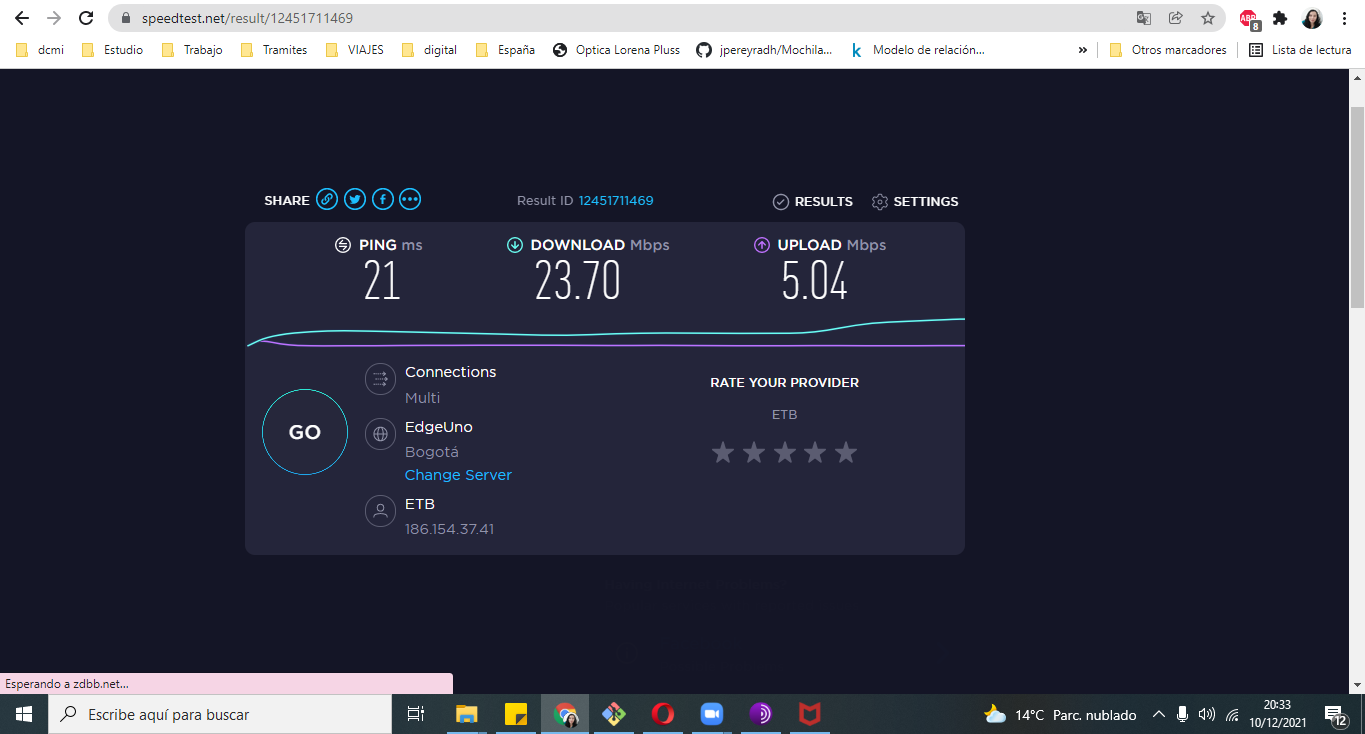 speedtest.net/result/12451711469
ABP 8
dcmi Estudio Trabajo Tramites VIAJES digital España Optica Lorena Pluss jpereyradh/Mochila... k Modelo de relación... » Otros marcadores Lista de lectura
SHARE Result ID 12451711469 RESULTS SETTINGS
PING ms DOWNLOAD Mbps UPLOAD Mbps
21 23.70 5.04
Connections
Multi
EdgeUno
Bogotá
Change Server
ETB
186.154.37.41
GO
RATE YOUR PROVIDER
ETB
Esperando a zdbb.net...
Escribe aquí para buscar
14°C Parc. nublado
20:33
10/12/2021
12